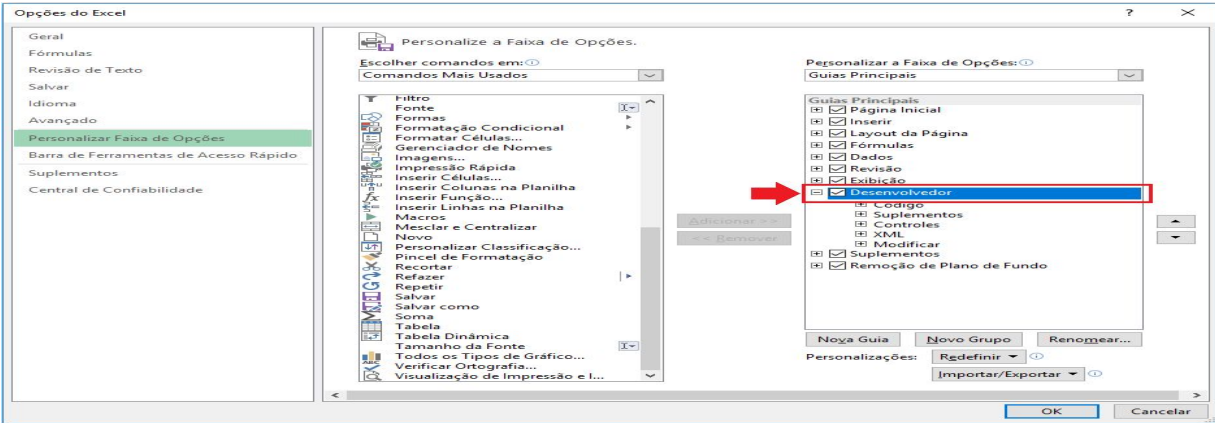 Opções do Excel
?
Geral
Fórmulas
Revisão de Texto
Salvar
Idioma
Avançado
Personalizar Faixa de Opções
Barra de Ferramentas de Acesso Rápido
Suplementos
Central de Confiabilidade
Personalize a Faixa de Opções.
Escolher comandos em:
Comandos Mais Usados
Filtro
Fonte
Formas
Formatação Condicional
Formatar Células...
Gerenciador de Nomes
Imagens...
Impressão Rápida
Inserir Células...
Inserir Colunas na Planilha
Inserir Função...
Inserir Linhas na Planilha
Macros
Mesclar e Centralizar
Novo
Personalizar Classificação...
Pincel de Formatação
Recortar
Refazer
Repetir
Salvar
Salvar como
Soma
Tabela
Tabela Dinâmica
Tamanho da Fonte
Todos os Tipos de Gráfico...
Verificar Ortografia...
Visualização de Impressão e I...
Adicionar >>
<< Remover
Personalizar a Faixa de Opções:
Guias Principais
Guias Principais
Página Inicial
Inserir
Layout da Página
Fórmulas
Dados
Revisão
Exibição
Desenvolvedor
Código
Suplementos
Controles
XML
Modificar
Suplementos
Remoção de Plano de Fundo
Nova Guia
Novo Grupo
Renomear...
Personalizações:
Redefinir
Importar/Exportar
OK
Cancelar